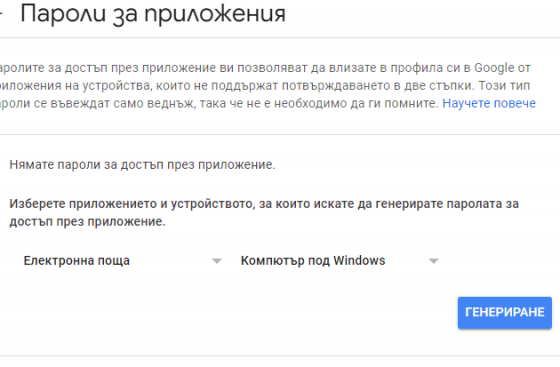 Пароли за приложения
аролите за достъп през приложение ви позволяват да влизате в профила си в Google от
риложения на устройства, които не поддържат потвърждаването в две стъпки. Този тип
ароли се въвеждат само веднъж, така че не е необходимо да ги помните. Научете повече
Нямате пароли за достъп през приложение.
Изберете приложението и устройството, за които искате да генерирате паролата за
достъп през приложение.
Електронна поща Компютър под Windows
ГЕНЕРИРАНЕ